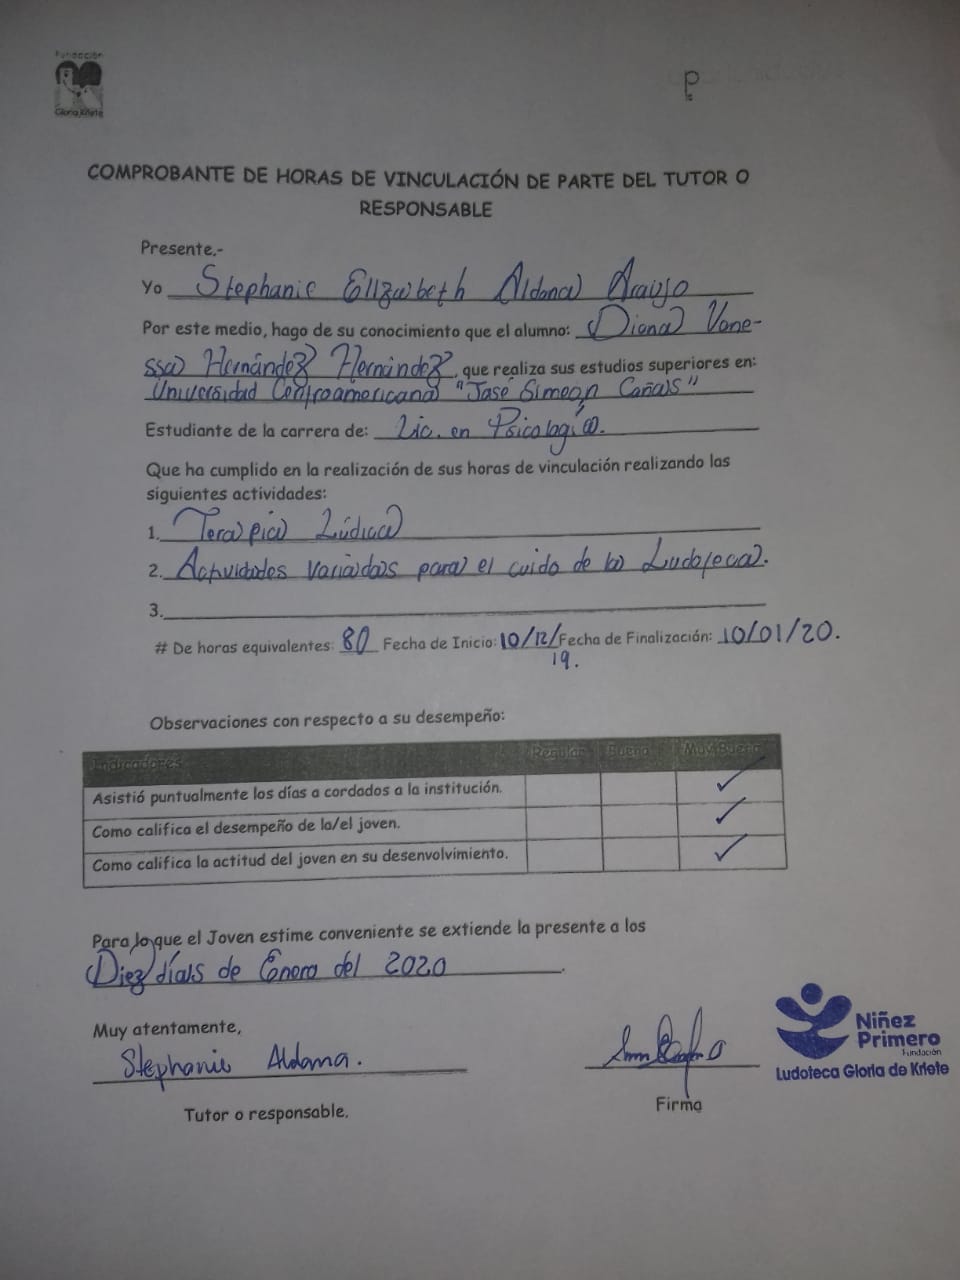 Fundación
Gloria Kriete
COMPROBANTE DE HORAS DE VINCULACIÓN DE PARTE DEL TUTOR O
RESPONSABLE
Presente.-
Yo Stephanie Elizabeth Aldana Araujo
Por este medio, hago de su conocimiento que el alumno: Diana Vane-
ssa Hernández Hernández, que realiza sus estudios superiores en:
Universidad Centroamericana "José Simeón Cañas"
Estudiante de la carrera de: Lic. en Psicología.
Que ha cumplido en la realización de sus horas de vinculación realizando las
siguientes actividades:
1. Terapia Lúdica
2. Actividades variadas para el cuido de la Ludoteca.
3.
# De horas equivalentes: 80 Fecha de Inicio: 10/12/ Fecha de Finalización: 10/01/20.
19.
Observaciones con respecto a su desempeño:
Indicadores Regular Bueno Muy Bueno
Asistió puntualmente los días a cordados a la institución. ✓
Como califica el desempeño de la/el joven. ✓
Como califica la actitud del joven en su desenvolvimiento. ✓
Para lo que el Joven estime conveniente se extiende la presente a los
Diez días de Enero del 2020.
Muy atentamente,
Stephanie Aldana.
Tutor o responsable.
Firma
Niñez
Primero
Fundación
Ludoteca Gloria de Kriete